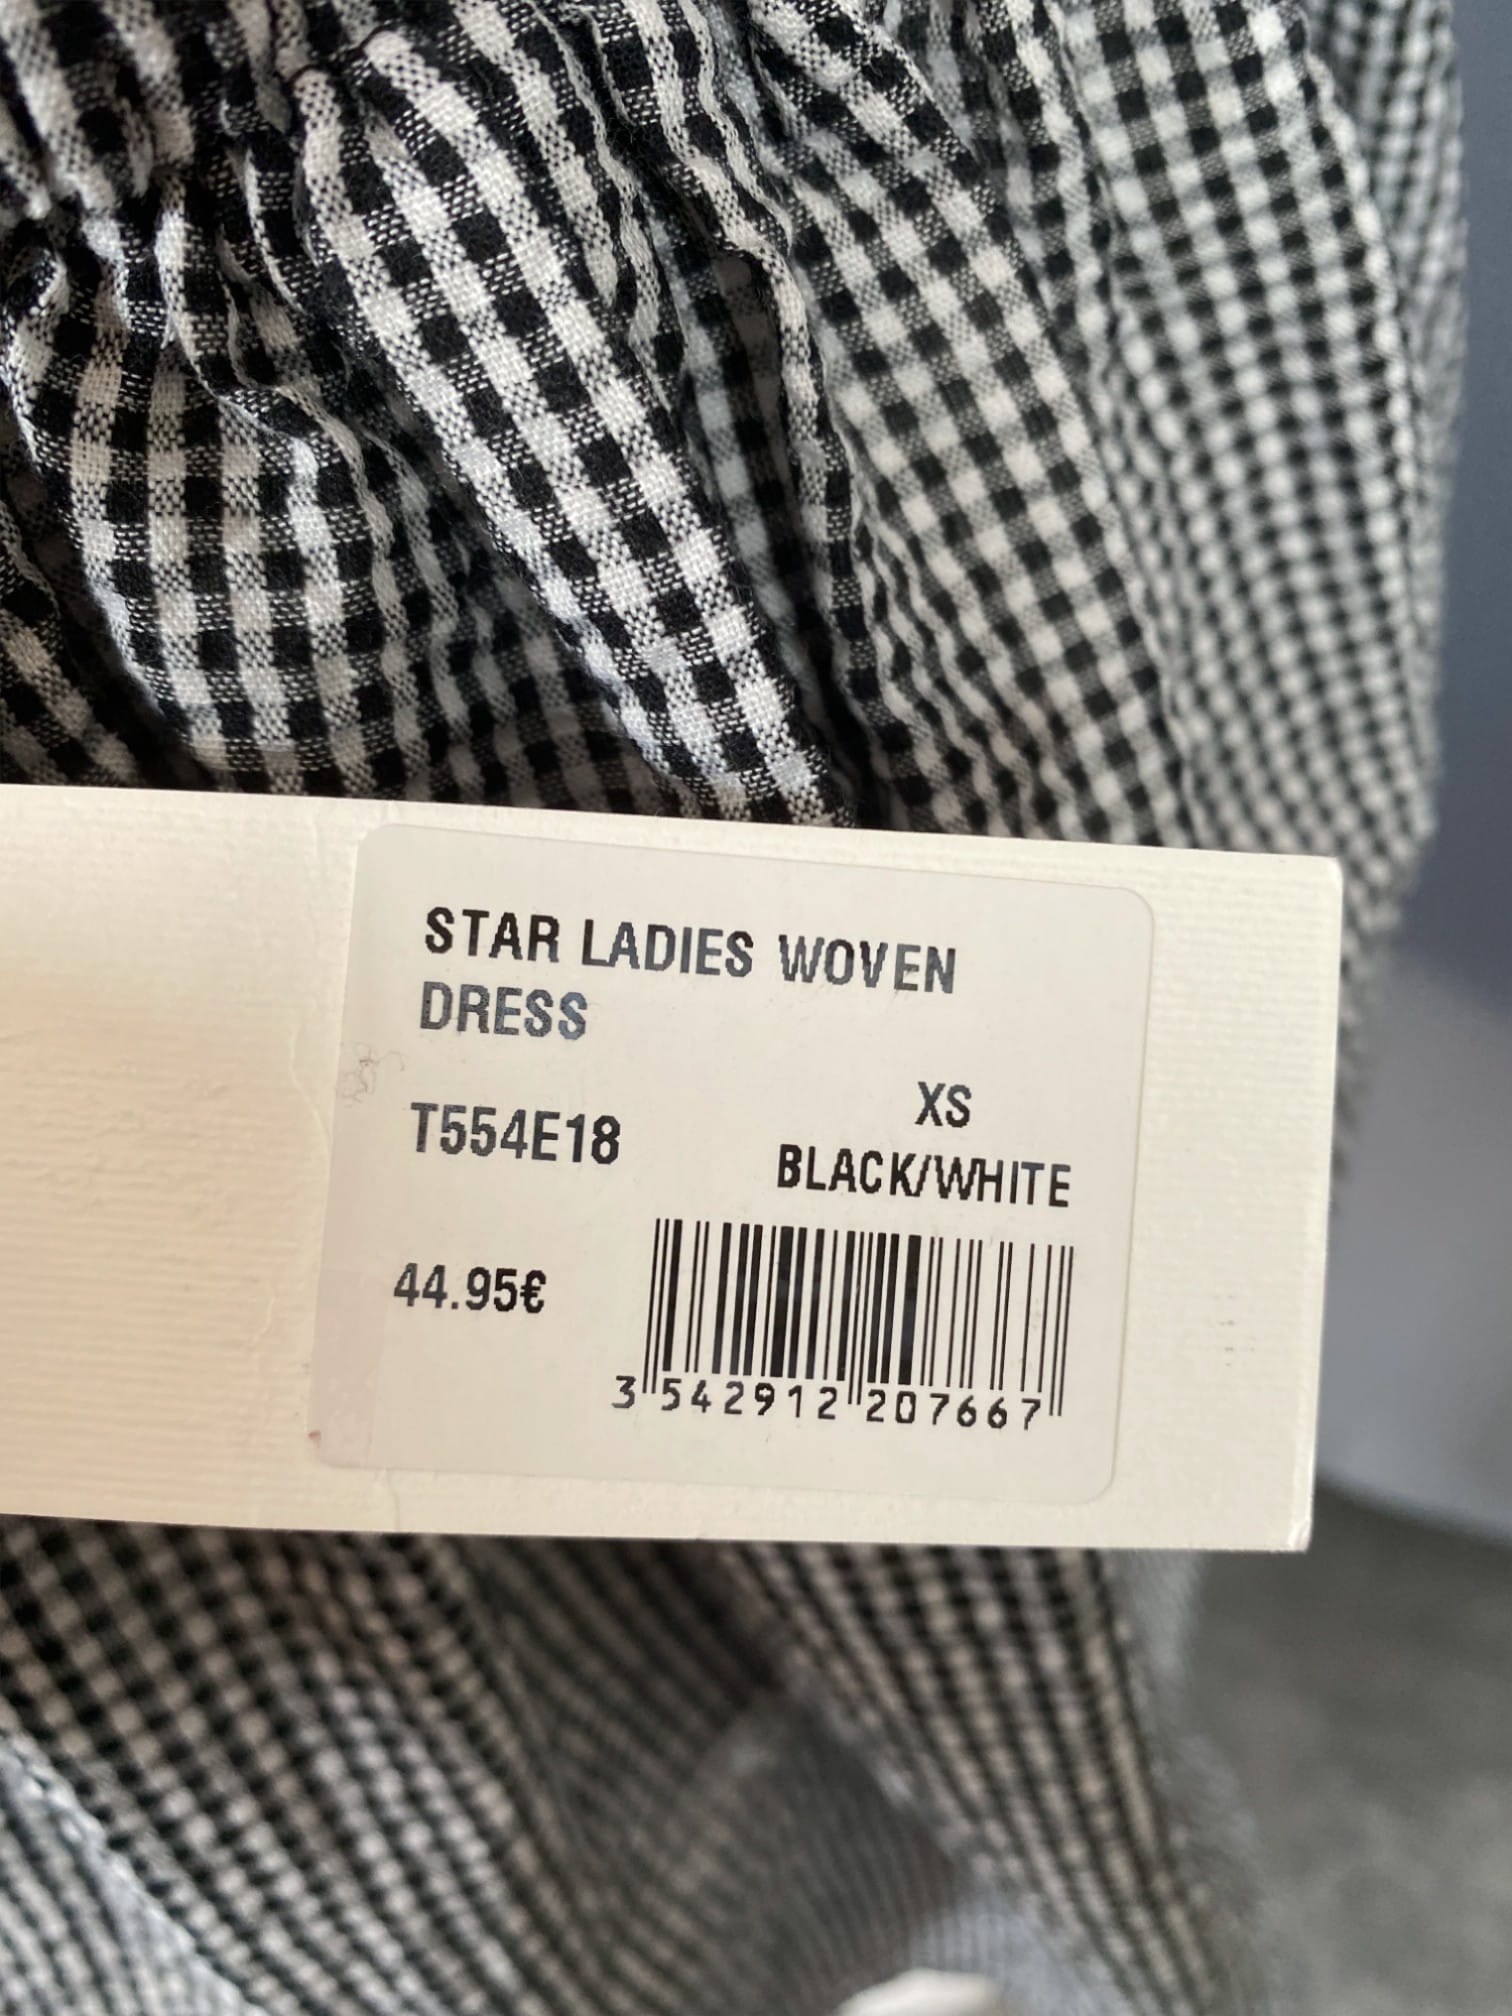 STAR LADIES WOVEN
DRESS
XS
T554E18
BLACK/WHITE
44.95€
3 542912 207667